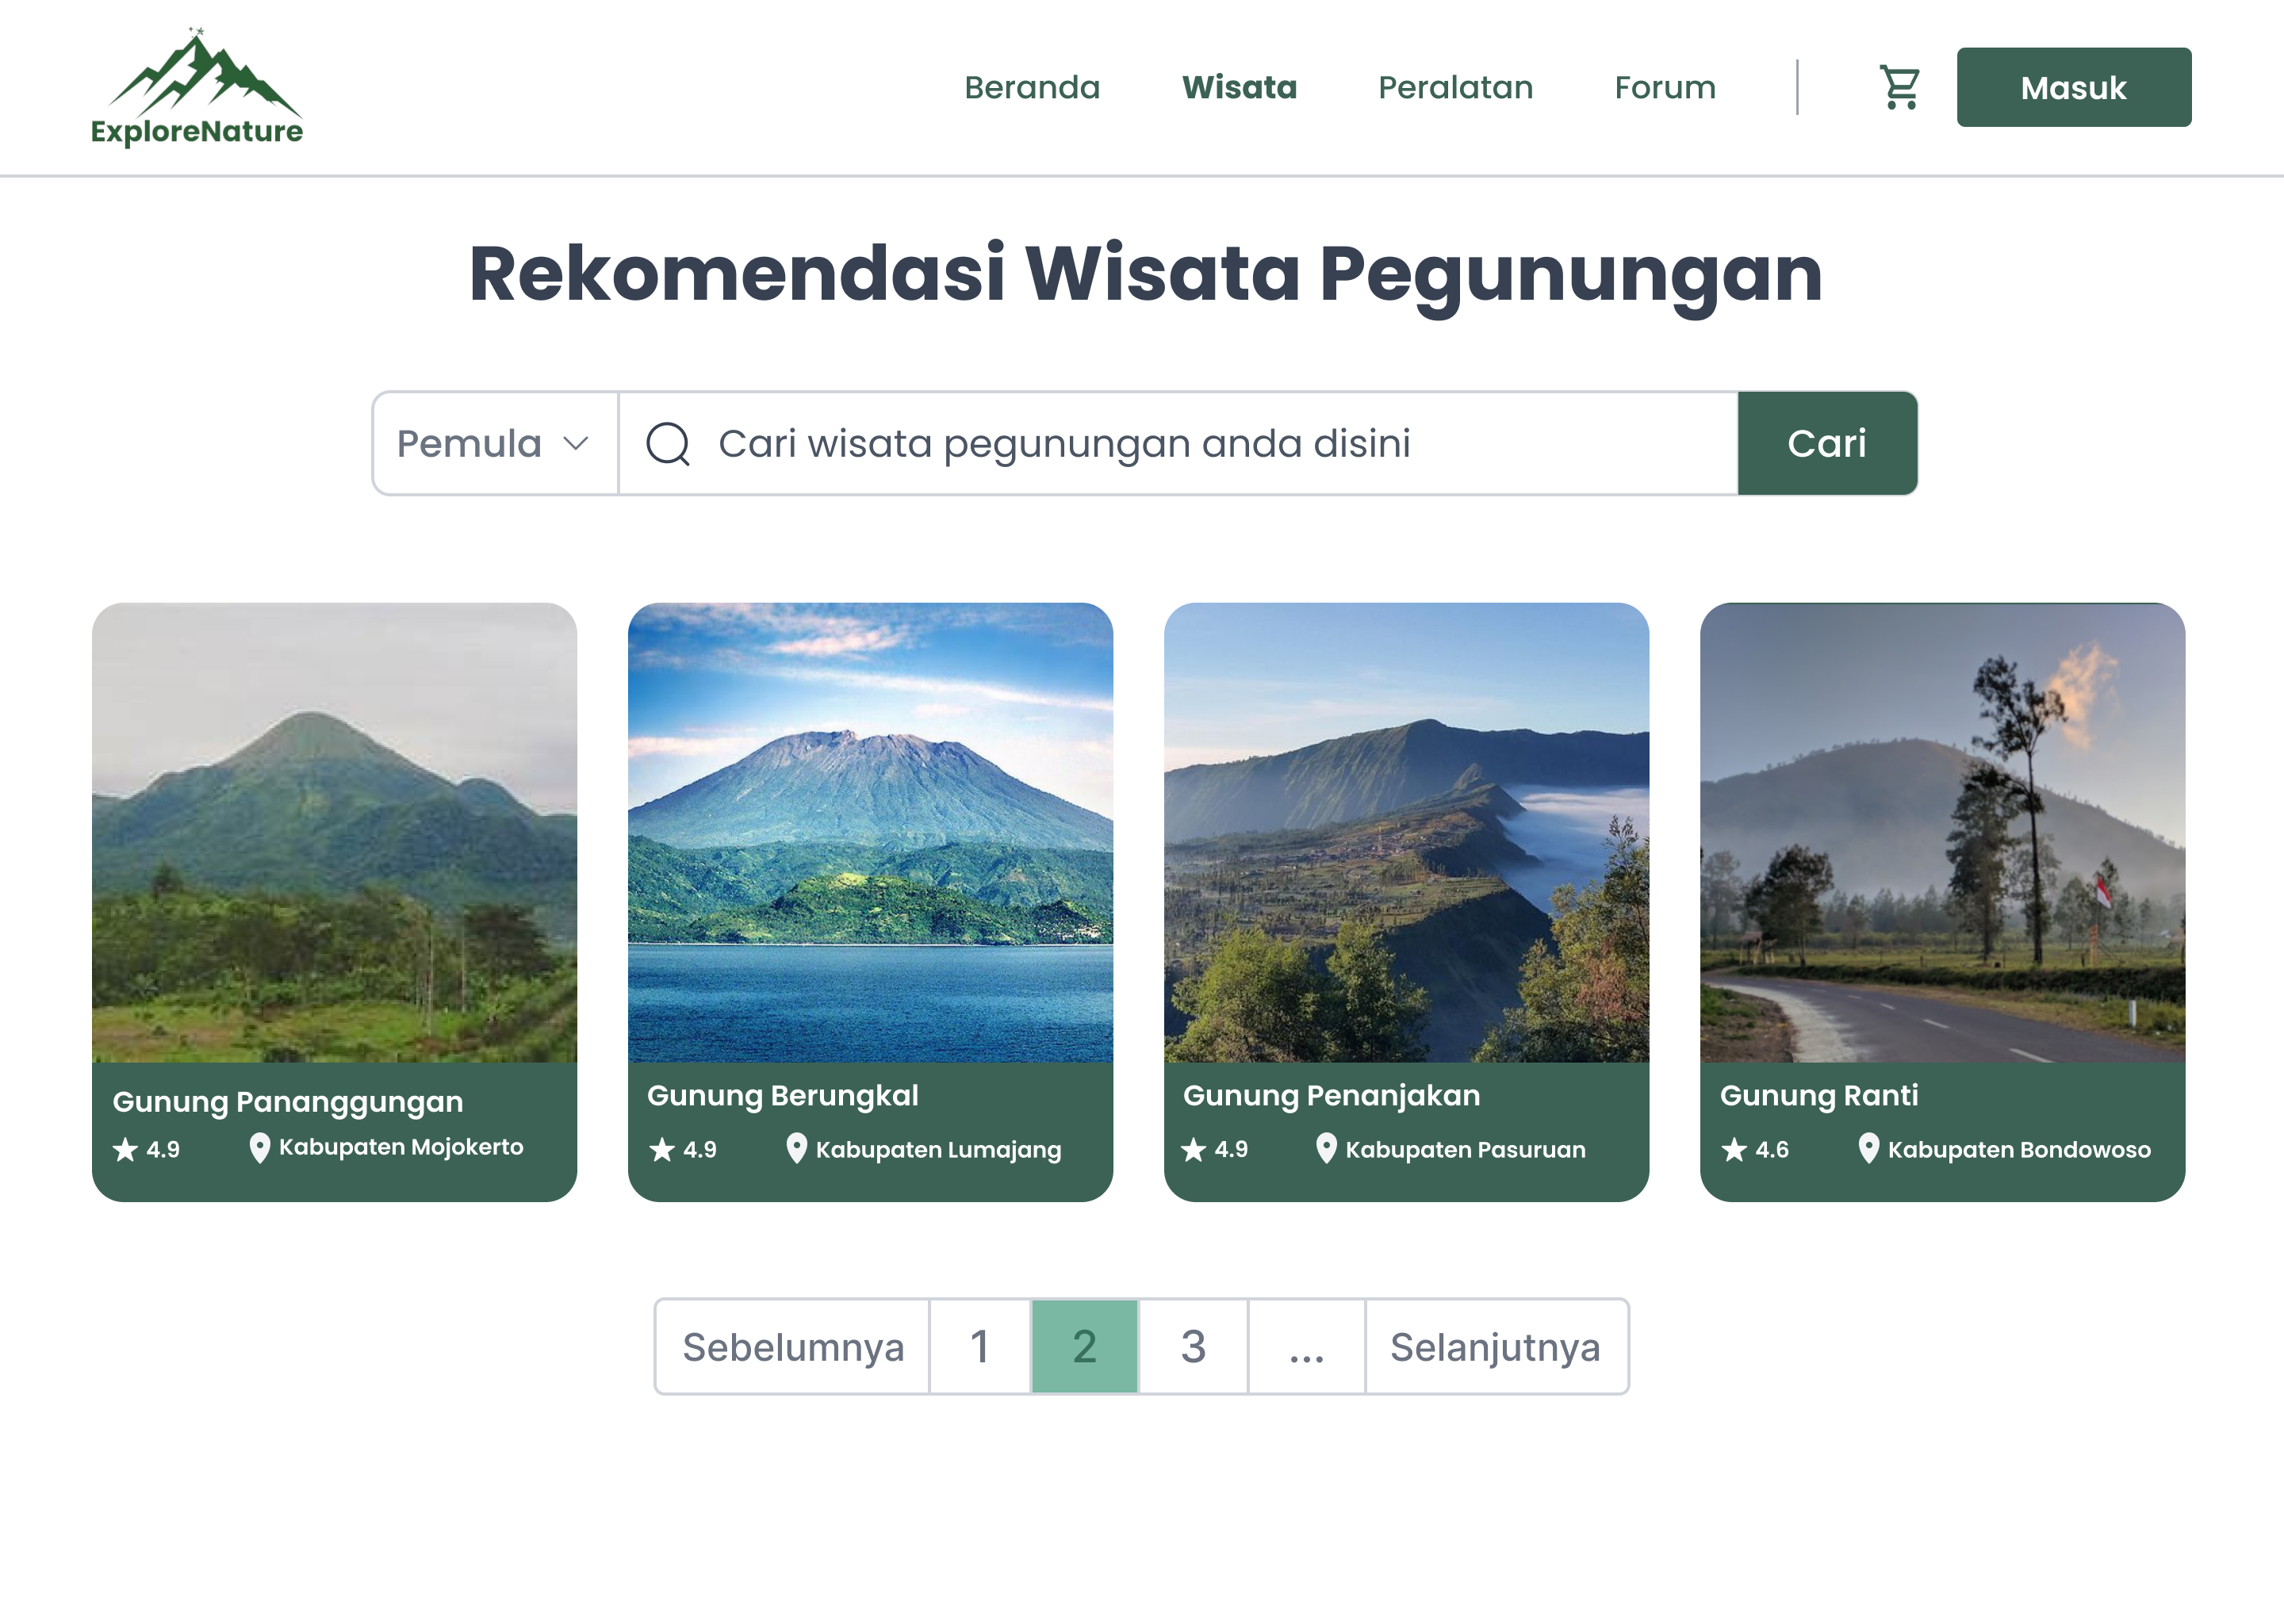 ExploreNature
Beranda
Wisata
Peralatan
Forum
Masuk
Rekomendasi Wisata Pegunungan
Pemula
Cari wisata pegunungan anda disini
Cari
Gunung Pananggungan
4.9
Kabupaten Mojokerto
Gunung Berungkal
4.9
Kabupaten Lumajang
Gunung Penanjakan
4.9
Kabupaten Pasuruan
Gunung Ranti
4.6
Kabupaten Bondowoso
Sebelumnya
1
2
3
...
Selanjutnya